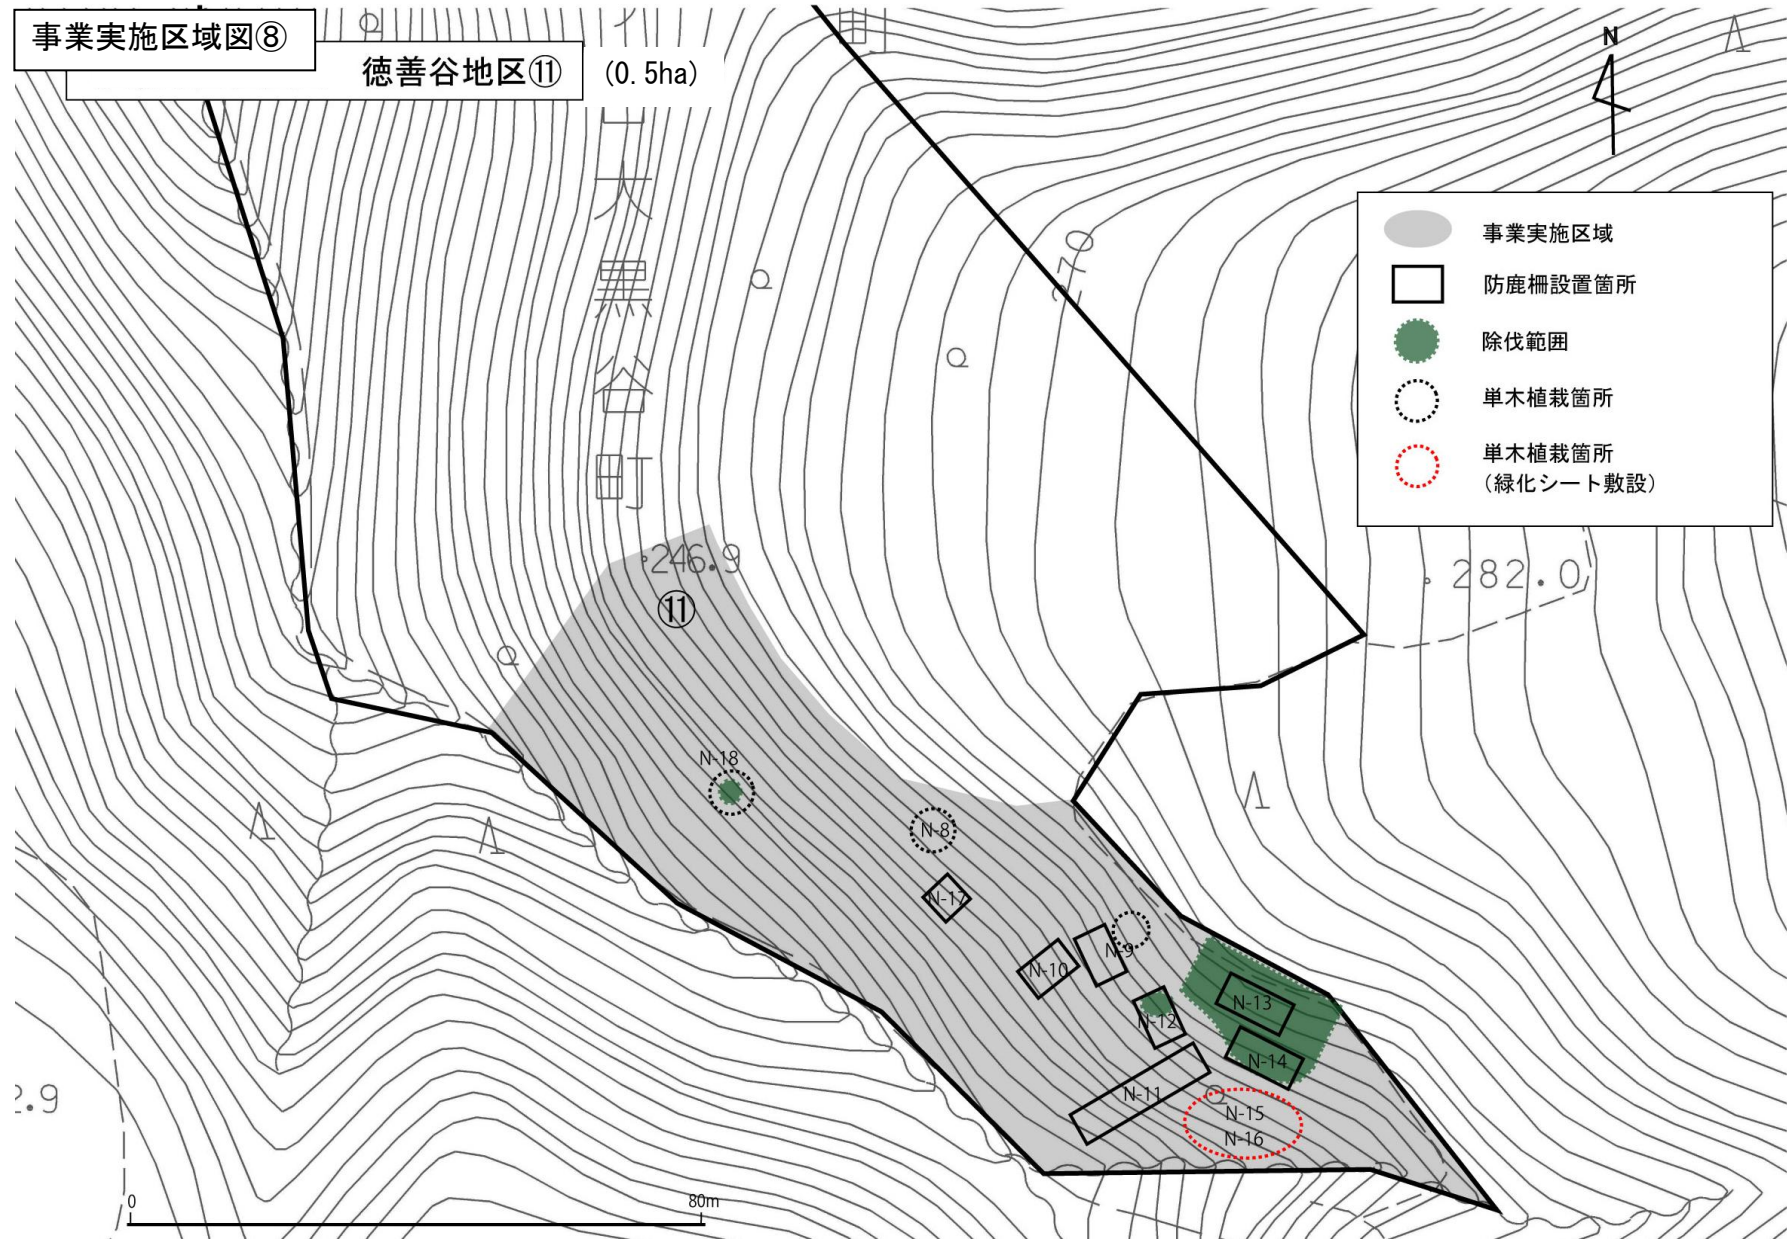 事業実施区域図⑧
徳善谷地区⑪ (0.5ha)
N
270
大
黒
谷
町
事業実施区域
防鹿柵設置箇所
除伐範囲
単木植栽箇所
単木植栽箇所
(緑化シート敷設)
246.9
282.0
⑪
N-18
N-8
N-17
N-9
N-10
N-13
N-12
N-14
N-11
N-15
N-16
2.9
0 80m